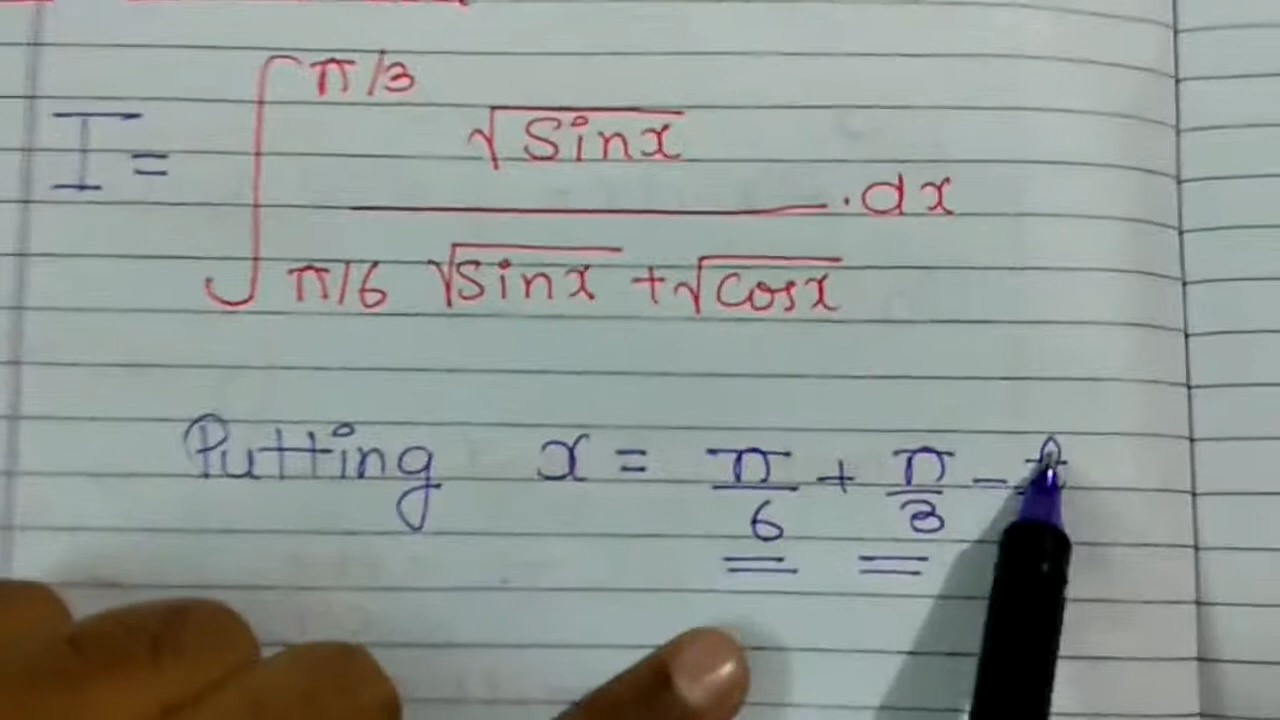 I = ∫ π/3 √Sinx
π/6 √Sinx + √Cosx . dx
Putting x = π/6 + π/3 -